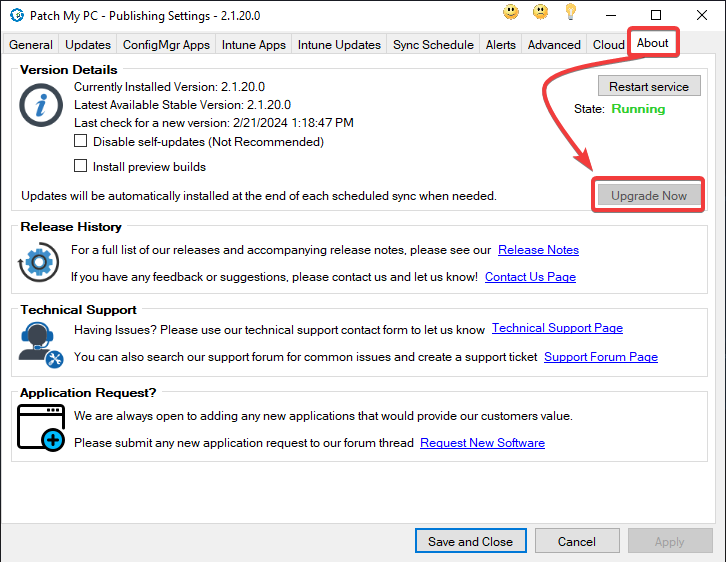 Patch My PC - Publishing Settings - 2.1.20.0
General Updates ConfigMgr Apps Intune Apps Intune Updates Sync Schedule Alerts Advanced Cloud About
Version Details
Currently Installed Version: 2.1.20.0
Restart service
Latest Available Stable Version: 2.1.20.0
State: Running
Last check for a new version: 2/21/2024 1:18:47 PM
Disable self-updates (Not Recommended)
Install preview builds
Updates will be automatically installed at the end of each scheduled sync when needed.
Upgrade Now
Release History
For a full list of our releases and accompanying release notes, please see our Release Notes
If you have any feedback or suggestions, please contact us and let us know! Contact Us Page
Technical Support
Having Issues? Please use our technical support contact form to let us know Technical Support Page
You can also search our support forum for common issues and create a support ticket Support Forum Page
Application Request?
We are always open to adding any new applications that would provide our customers value.
Please submit any new application request to our forum thread Request New Software
Save and Close Cancel Apply